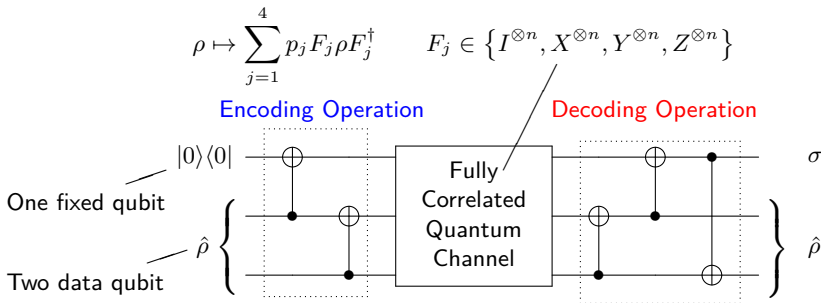 ρ ↦ ∑_{j=1}^{4} p_j F_j ρ F_j^† F_j ∈ {I^{⊗n}, X^{⊗n}, Y^{⊗n}, Z^{⊗n}}
Encoding Operation Decoding Operation
|0⟩⟨0| σ
One fixed qubit
Fully
Correlated
Quantum
Channel
ρ̂ ρ̂
Two data qubit